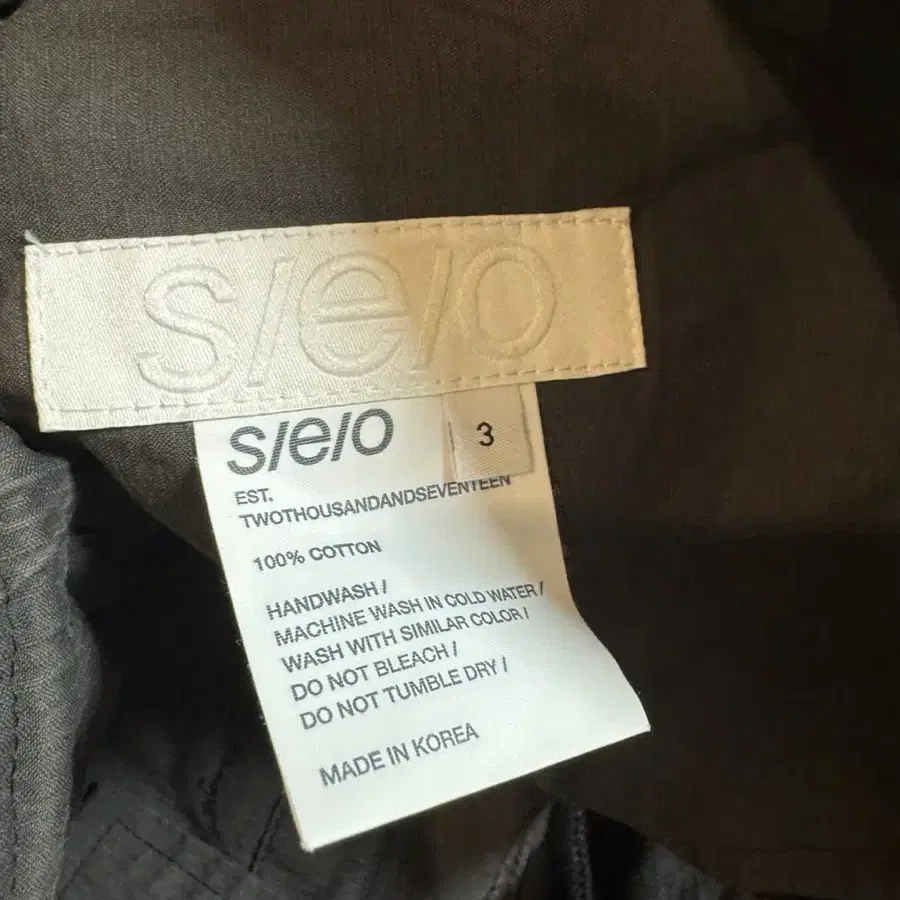 s/e/o
s/e/o
3
EST.
TWOTHOUSANDANDSEVENTEEN
100% COTTON
HANDWASH /
MACHINE WASH IN COLD WATER /
WASH WITH SIMILAR COLOR /
DO NOT BLEACH /
DO NOT TUMBLE DRY /
MADE IN KOREA